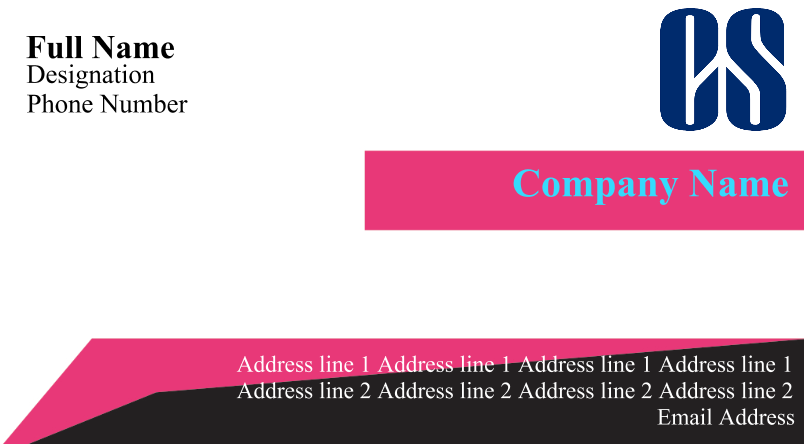 Full Name
Designation
Phone Number
CS
Company Name
Address line 1 Address line 1 Address line 1 Address line 1
Address line 2 Address line 2 Address line 2 Address line 2
Email Address